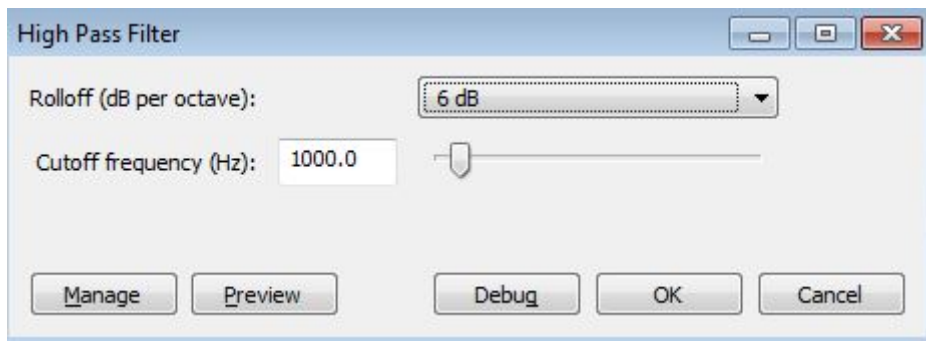 High Pass Filter
Rolloff (dB per octave): 6 dB
Cutoff frequency (Hz): 1000.0
Manage Preview Debug OK Cancel